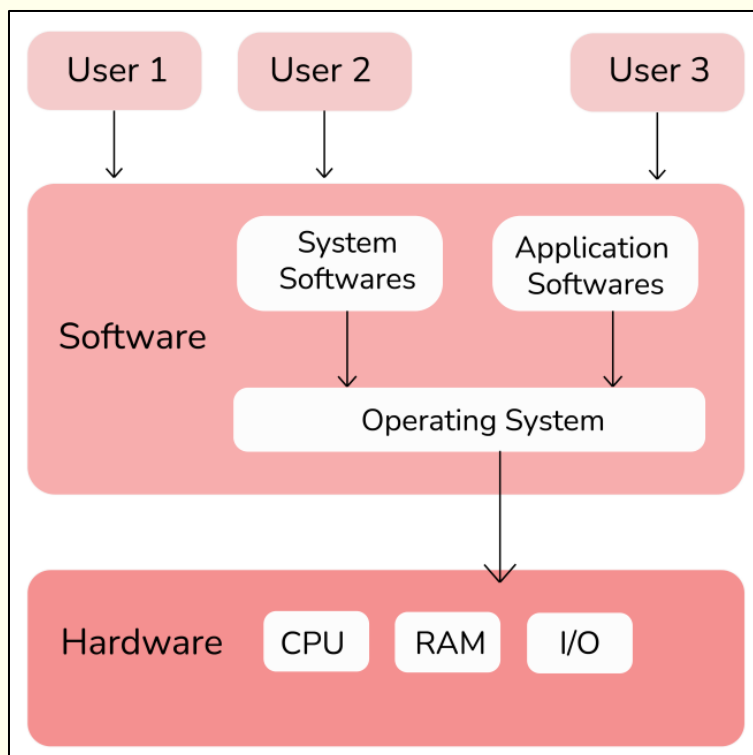 User 1
User 2
User 3
System
Softwares
Application
Softwares
Software
Operating System
Hardware
CPU
RAM
I/O